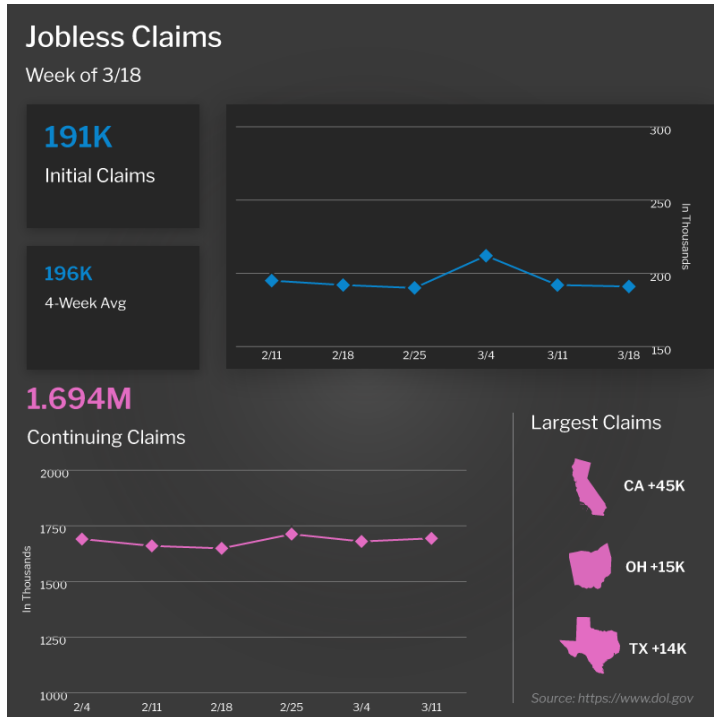 Jobless Claims
Week of 3/18
191K
Initial Claims
196K
4-Week Avg
300
250
200
150
In Thousands
2/11 2/18 2/25 3/4 3/11 3/18
1.694M
Continuing Claims
2000
1750
1500
1250
1000
In Thousands
2/4 2/11 2/18 2/25 3/4 3/11
Largest Claims
CA +45K
OH +15K
TX +14K
Source: https://www.dol.gov